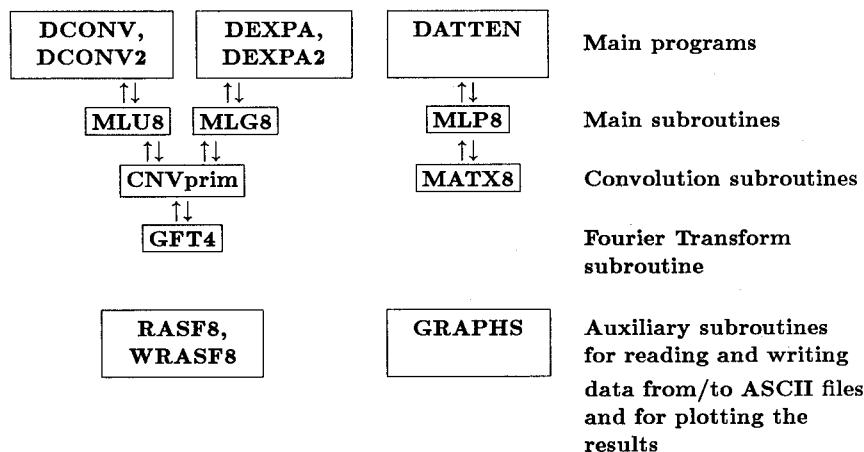 DCONV, DCONV2
DEXPA, DEXPA2
DATTEN
Main programs
↑↓ ↑↓ ↑↓
MLU8 MLG8 MLP8 Main subroutines
↑↓ ↑↓ ↑↓
CNVprim MATX8 Convolution subroutines
↑↓
GFT4 Fourier Transform
subroutine
RASF8,
WRASF8
GRAPHS
Auxiliary subroutines
for reading and writing
data from/to ASCII files
and for plotting the
results